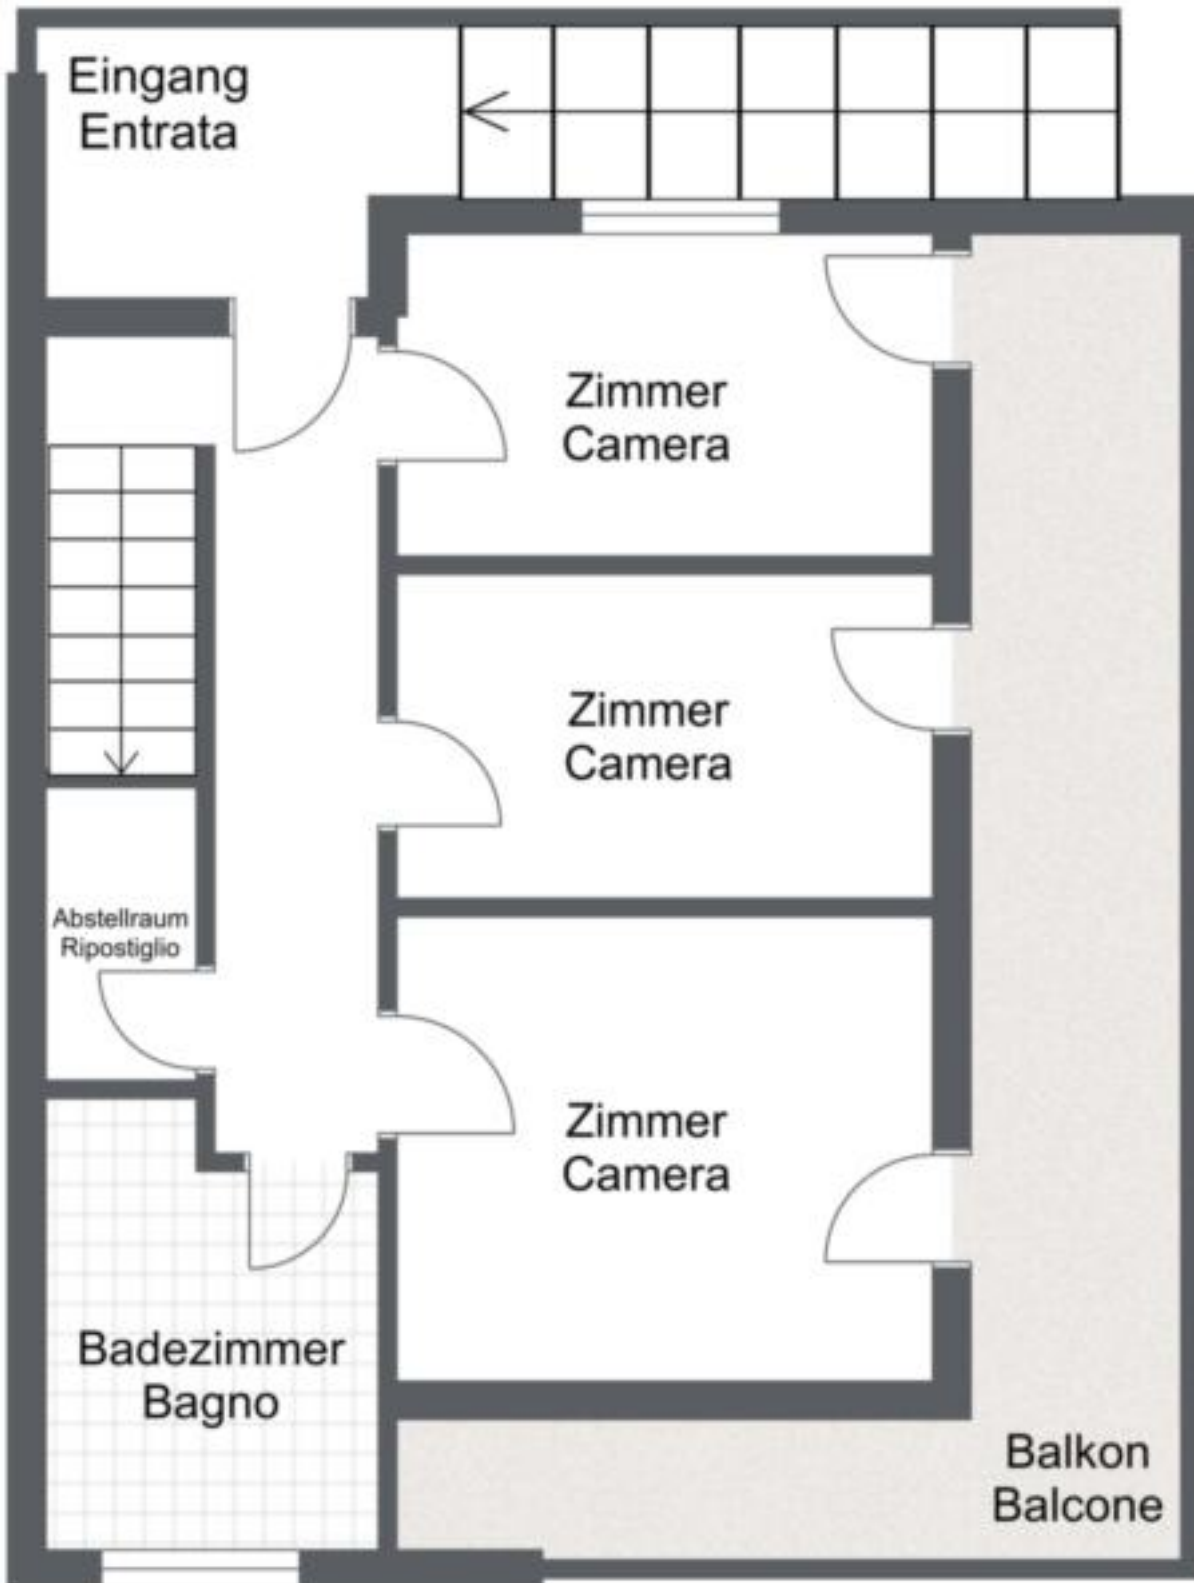 Eingang
Entrata
Zimmer
Camera
Zimmer
Camera
Abstellraum
Ripostiglio
Zimmer
Camera
Badezimmer
Bagno
Balkon
Balcone